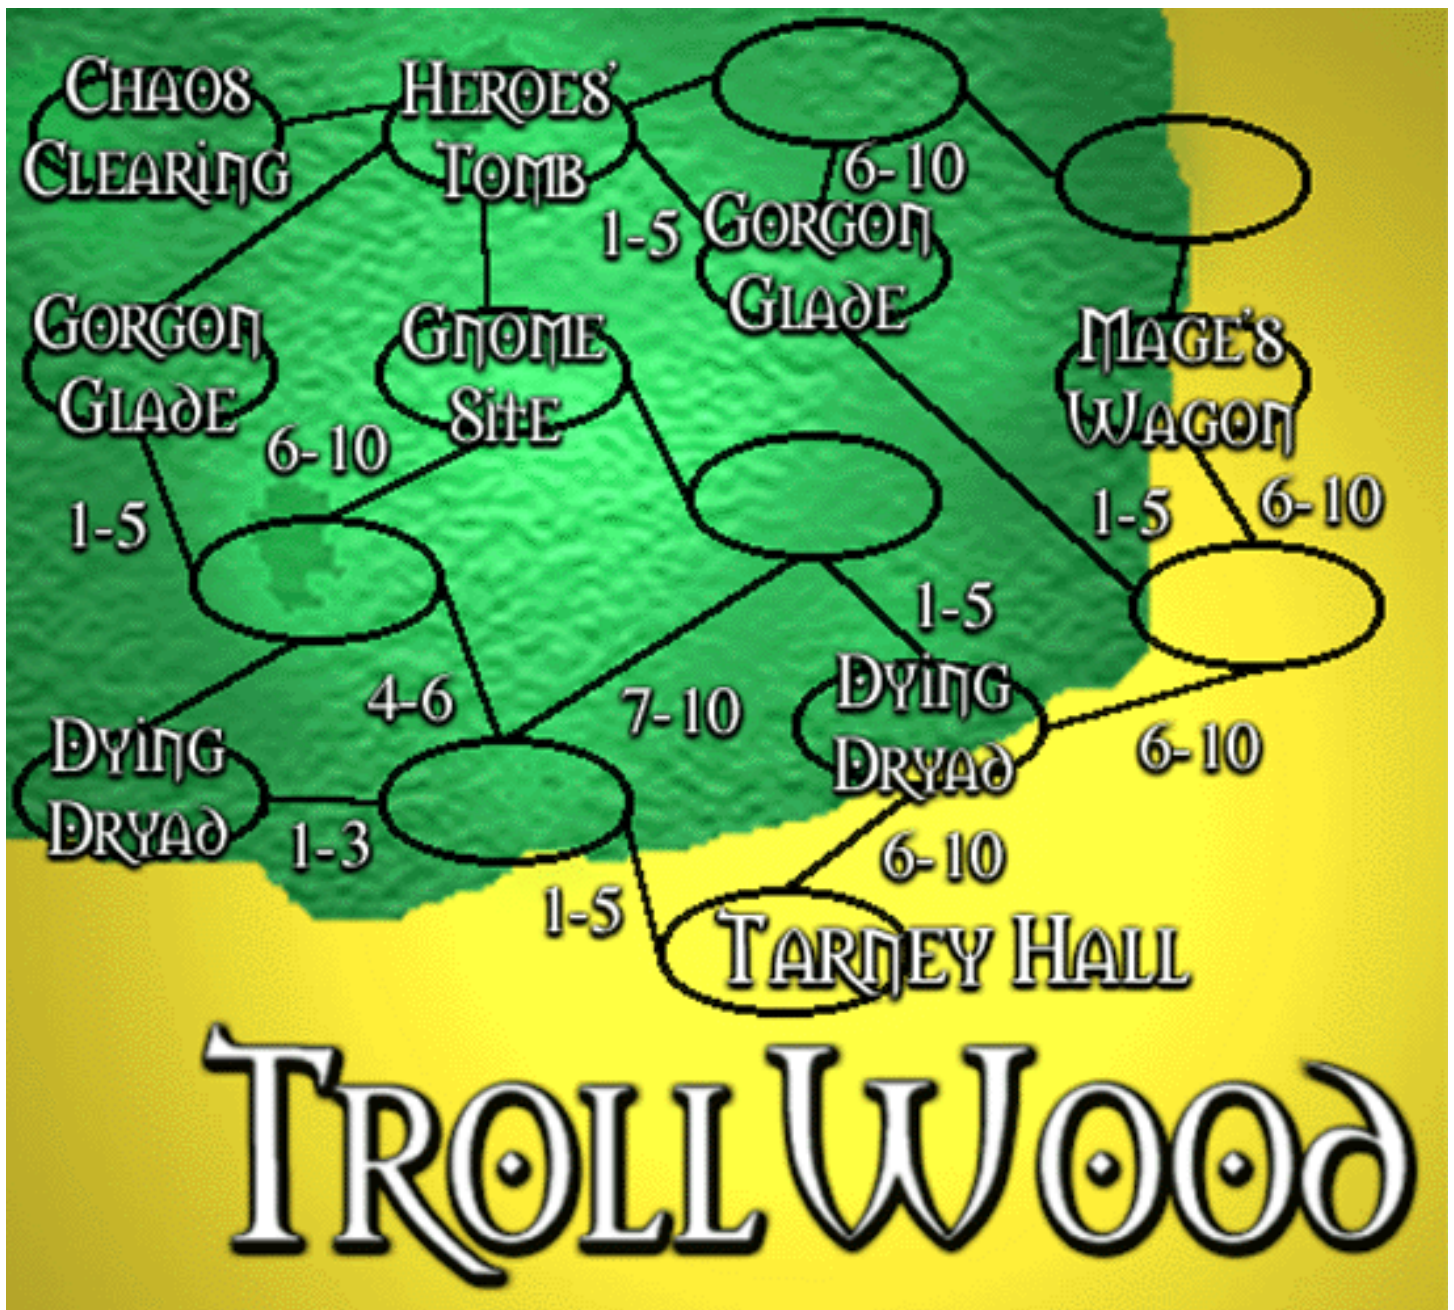 CHAOS
CLEARING
HEROES'
TOMB
6-10
1-5
GORGON
GLADE
GORGON
GLADE
GNOME
SITE
MAGE'S
WAGON
6-10
1-5
1-5
6-10
1-5
4-6
7-10
DYING
DRYAD
6-10
DYING
DRYAD
1-3
6-10
1-5
TARNEY HALL
TROLLWOOD